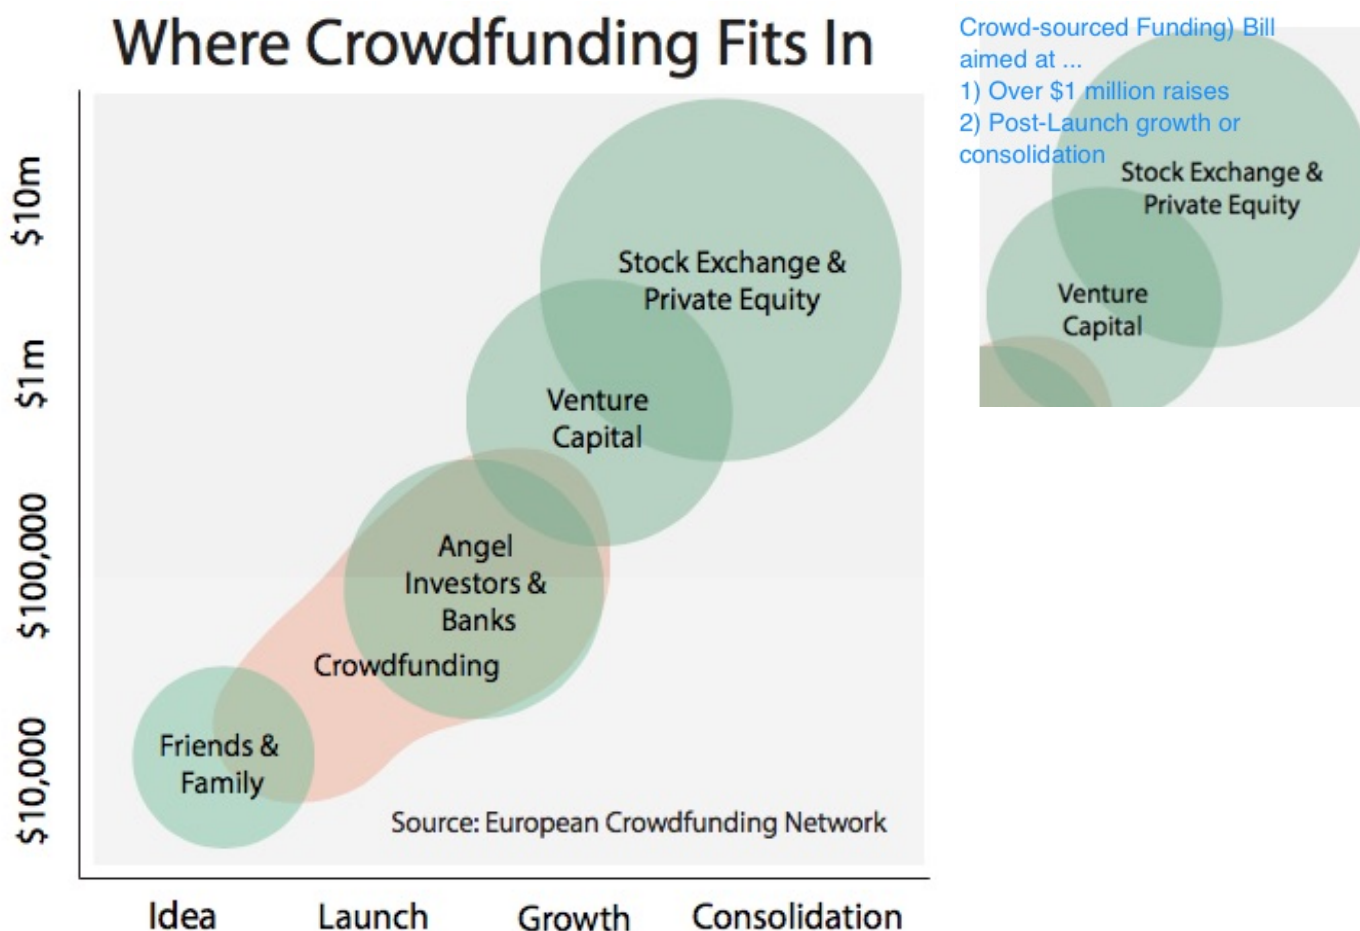 Where Crowdfunding Fits In
$10m
$1m
$100,000
$10,000
Stock Exchange &
Private Equity
Venture
Capital
Angel
Investors &
Banks
Crowdfunding
Friends &
Family
Source: European Crowdfunding Network
Idea
Launch
Growth
Consolidation
Crowd-sourced Funding) Bill
aimed at ...
1) Over $1 million raises
2) Post-Launch growth or
consolidation
Stock Exchange &
Private Equity
Venture
Capital